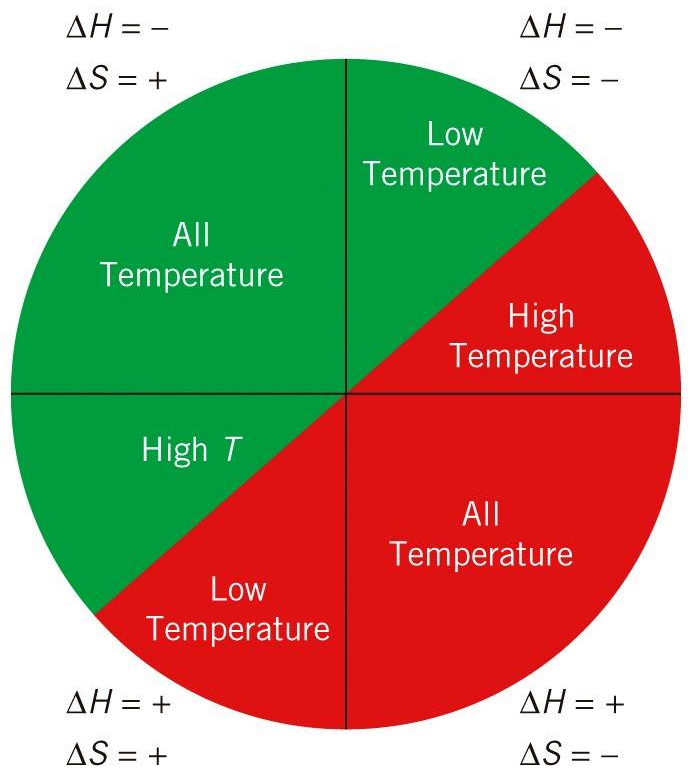 ΔH = −
ΔS = +
ΔH = −
ΔS = −
Low
Temperature
All
Temperature
High
Temperature
High T
All
Temperature
Low
Temperature
ΔH = +
ΔS = +
ΔH = +
ΔS = −